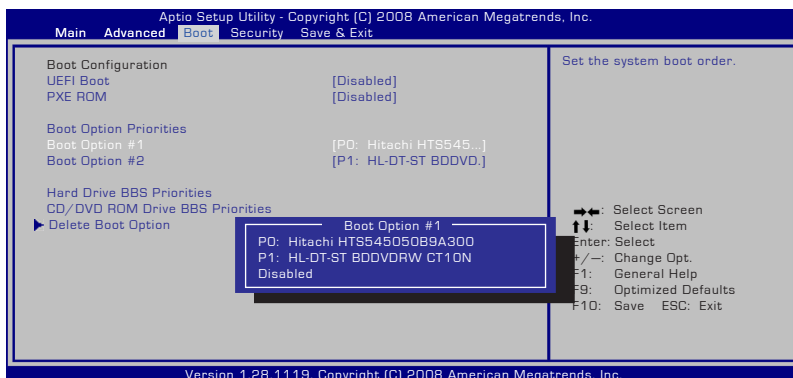 Aptio Setup Utility - Copyright (C) 2008 American Megatrends, Inc.
Main Advanced Boot Security Save & Exit
Boot Configuration
UEFI Boot [Disabled]
PXE ROM [Disabled]
Boot Option Priorities
Boot Option #1 [P0: Hitachi HTS545...]
Boot Option #2 [P1: HL-DT-ST BDDVD.]
Hard Drive BBS Priorities
CD/DVD ROM Drive BBS Priorities
Delete Boot Option
Boot Option #1
P0: Hitachi HTS545050B9A300
P1: HL-DT-ST BDDVDRW CT10N
Disabled
Set the system boot order.
→←: Select Screen
↑↓: Select Item
Enter: Select
+/—: Change Opt.
F1: General Help
F9: Optimized Defaults
F10: Save ESC: Exit
Version 1.28.1119. Copyright (C) 2008 American Megatrends, Inc.